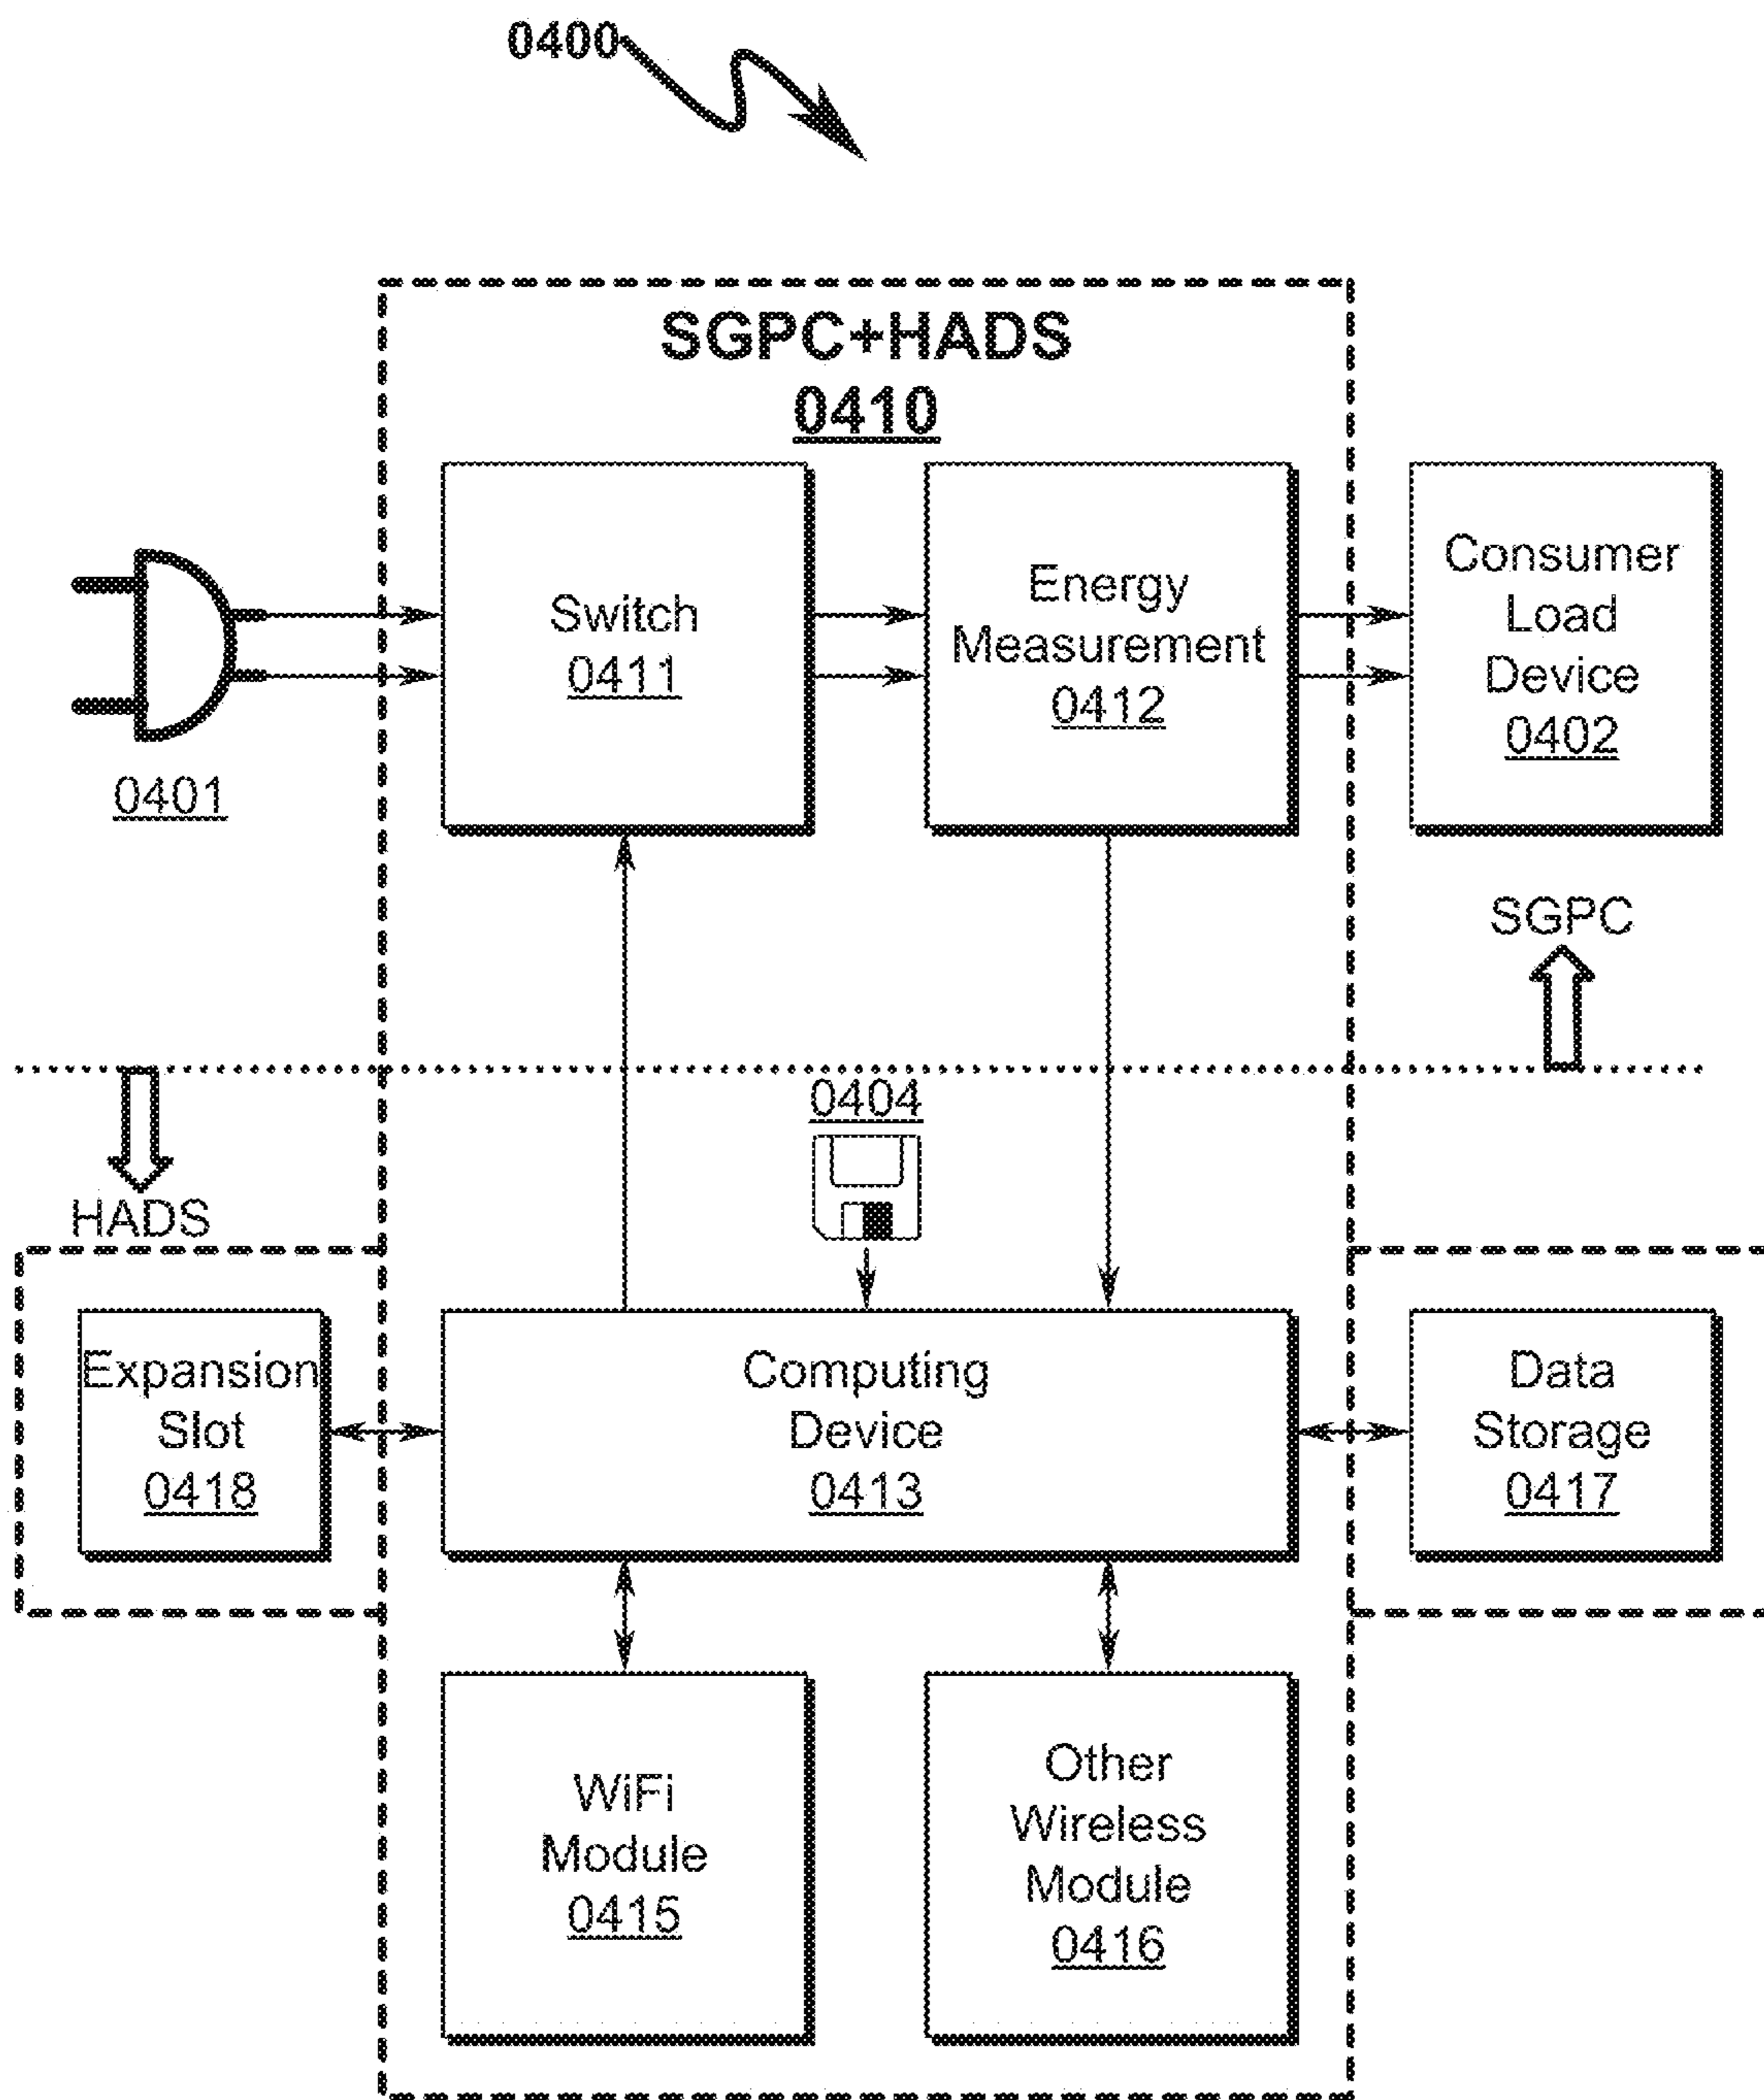 0400
SGPC+HADS
0410
Switch
0411
Energy
Measurement
0412
Consumer
Load
Device
0402
0401
SGPC
0404
HADS
Expansion
Slot
0418
Computing
Device
0413
Data
Storage
0417
WiFi
Module
0415
Other
Wireless
Module
0416